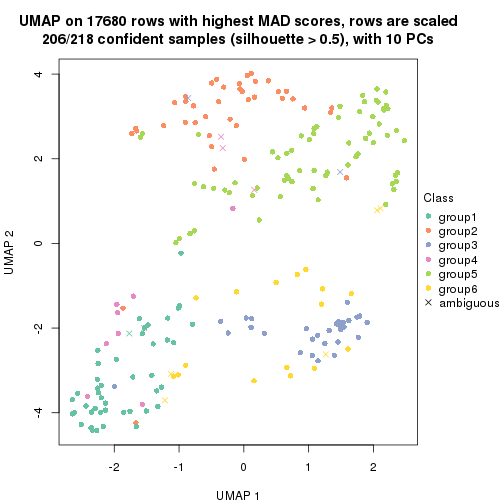 UMAP on 17680 rows with highest MAD scores, rows are scaled
206/218 confident samples (silhouette > 0.5), with 10 PCs
4
2
0
-2
-4
UMAP 2
-2
-1
0
1
2
UMAP 1
Class
group1
group2
group3
group4
group5
group6
ambiguous